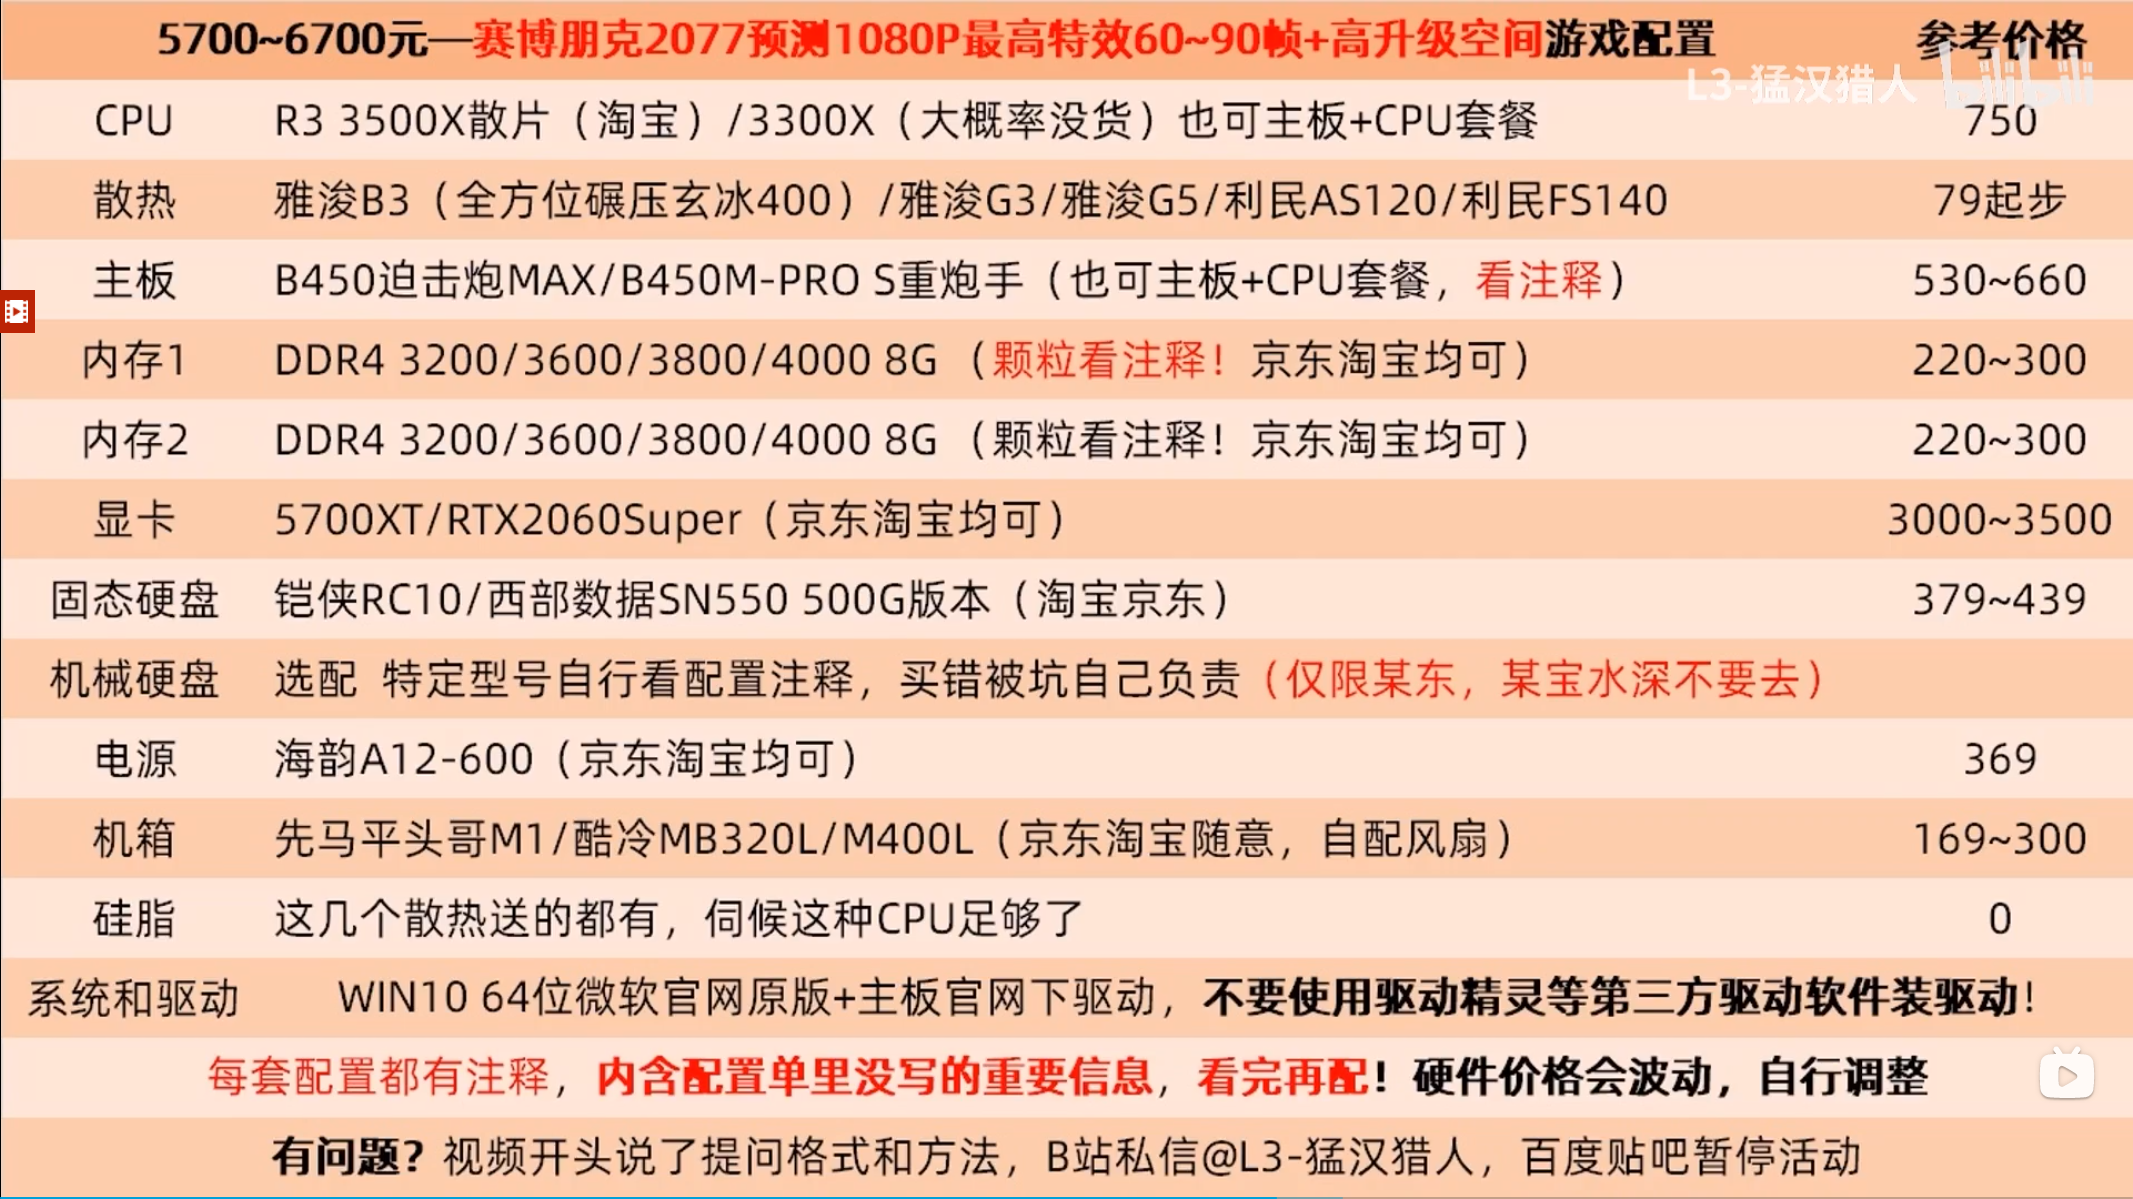 5700~6700元—赛博朋克2077预测1080P最高特效60~90帧+高升级空间游戏配置 参考价格
L3-猛汉猎人 bilibili
CPU R3 3500X散片（淘宝）/3300X（大概率没货）也可主板+CPU套餐 750
散热 雅浚B3（全方位碾压玄冰400）/雅浚G3/雅浚G5/利民AS120/利民FS140 79起步
主板 B450迫击炮MAX/B450M-PRO S重炮手（也可主板+CPU套餐，看注释） 530~660
内存1 DDR4 3200/3600/3800/4000 8G （颗粒看注释！京东淘宝均可） 220~300
内存2 DDR4 3200/3600/3800/4000 8G （颗粒看注释！京东淘宝均可） 220~300
显卡 5700XT/RTX2060Super（京东淘宝均可） 3000~3500
固态硬盘 铠侠RC10/西部数据SN550 500G版本（淘宝京东） 379~439
机械硬盘 选配 特定型号自行看配置注释，买错被坑自己负责（仅限某东，某宝水深不要去）
电源 海韵A12-600（京东淘宝均可） 369
机箱 先马平头哥M1/酷冷MB320L/M400L（京东淘宝随意，自配风扇） 169~300
硅脂 这几个散热送的都有，伺候这种CPU足够了 0
系统和驱动 WIN10 64位微软官网原版+主板官网下驱动，不要使用驱动精灵等第三方驱动软件装驱动！
每套配置都有注释，内含配置单里没写的重要信息，看完再配！硬件价格会波动，自行调整
有问题？视频开头说了提问格式和方法，B站私信@L3-猛汉猎人，百度贴吧暂停活动